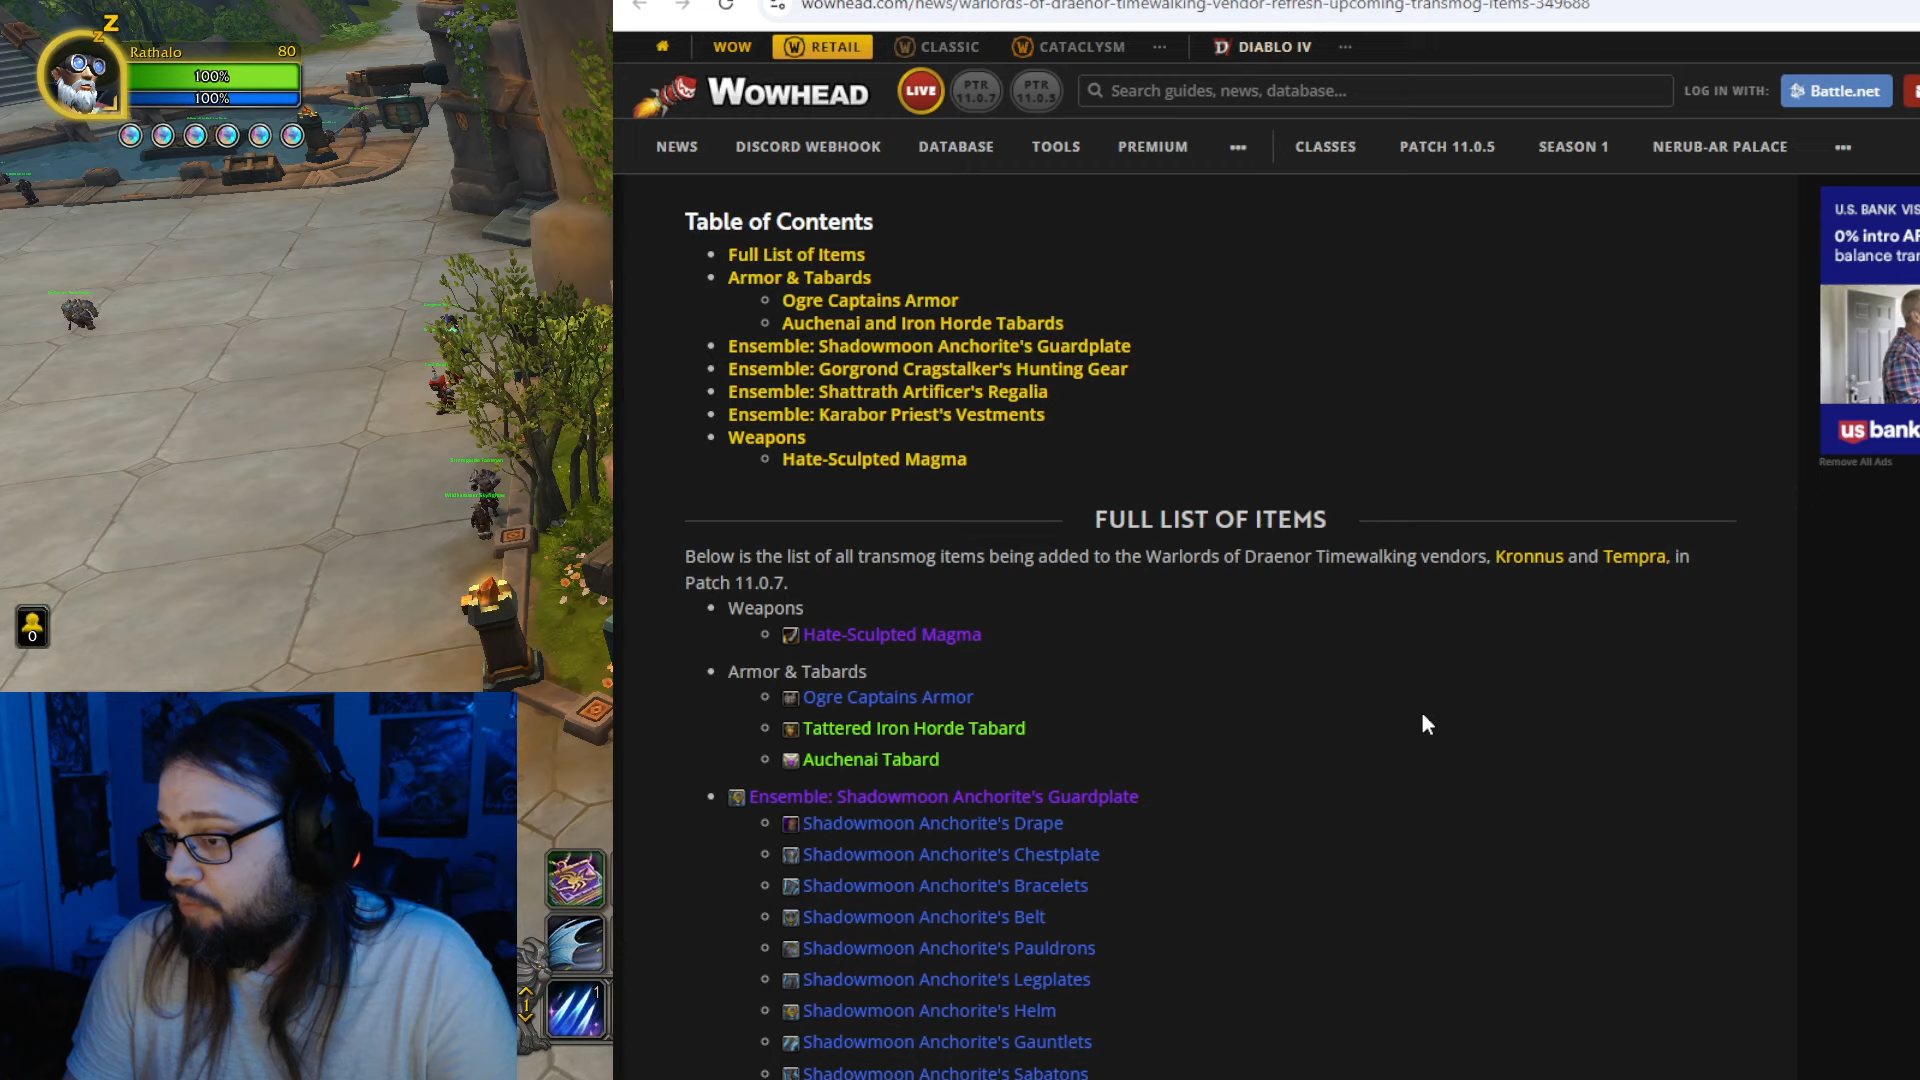 wowhead.com/news/warlords-of-draenor-timewalking-vendor-refresh-upcoming-transmog-items-349688
WOW
RETAIL
CLASSIC
CATACLYSM
DIABLO IV
WOWHEAD
LIVE
PTR 11.0.7
PTR 11.0.5
Search guides, news, database...
LOG IN WITH:
Battle.net
NEWS
DISCORD WEBHOOK
DATABASE
TOOLS
PREMIUM
CLASSES
PATCH 11.0.5
SEASON 1
NERUB-AR PALACE
Rathalo
80
100%
100%
0
1
1
Table of Contents
Full List of Items
Armor & Tabards
Ogre Captains Armor
Auchenai and Iron Horde Tabards
Ensemble: Shadowmoon Anchorite's Guardplate
Ensemble: Gorgrond Cragstalker's Hunting Gear
Ensemble: Shattrath Artificer's Regalia
Ensemble: Karabor Priest's Vestments
Weapons
Hate-Sculpted Magma
FULL LIST OF ITEMS
Below is the list of all transmog items being added to the Warlords of Draenor Timewalking vendors, Kronnus and Tempra, in
Patch 11.0.7.
Weapons
Hate-Sculpted Magma
Armor & Tabards
Ogre Captains Armor
Tattered Iron Horde Tabard
Auchenai Tabard
Ensemble: Shadowmoon Anchorite's Guardplate
Shadowmoon Anchorite's Drape
Shadowmoon Anchorite's Chestplate
Shadowmoon Anchorite's Bracelets
Shadowmoon Anchorite's Belt
Shadowmoon Anchorite's Pauldrons
Shadowmoon Anchorite's Legplates
Shadowmoon Anchorite's Helm
Shadowmoon Anchorite's Gauntlets
Shadowmoon Anchorite's Sabatons
U.S. BANK
0% intro
balance
us bank
Remove All Ads